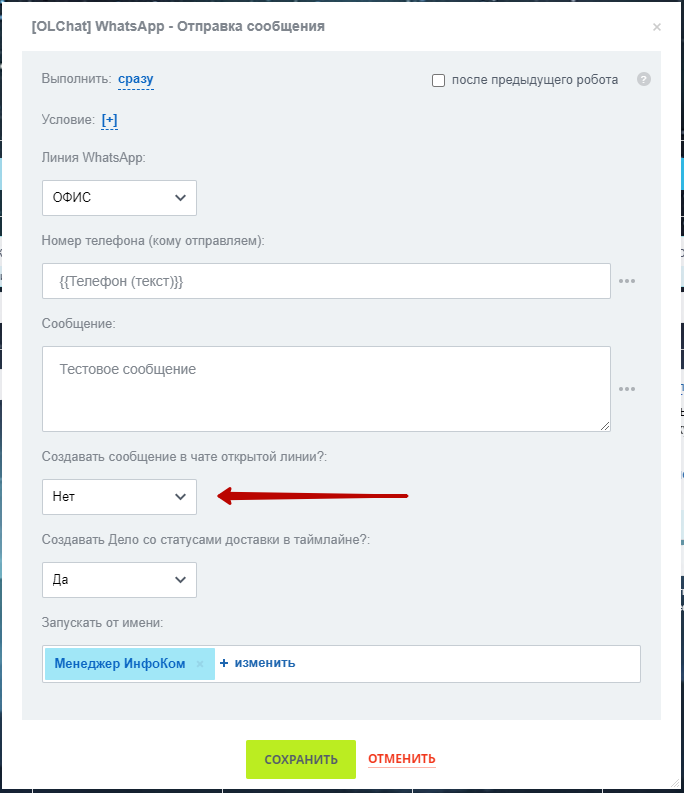 [OLChat] WhatsApp - Отправка сообщения ×
Выполнить: сразу после предыдущего робота ?
Условие: [+]
Линия WhatsApp:
ОФИС
Номер телефона (кому отправляем):
{{Телефон (текст)}}
Сообщение:
Тестовое сообщение
Создавать сообщение в чате открытой линии?:
Нет
Создавать Дело со статусами доставки в таймлайне?:
Да
Запускать от имени:
Менеджер ИнфоКом × + изменить
СОХРАНИТЬ ОТМЕНИТЬ